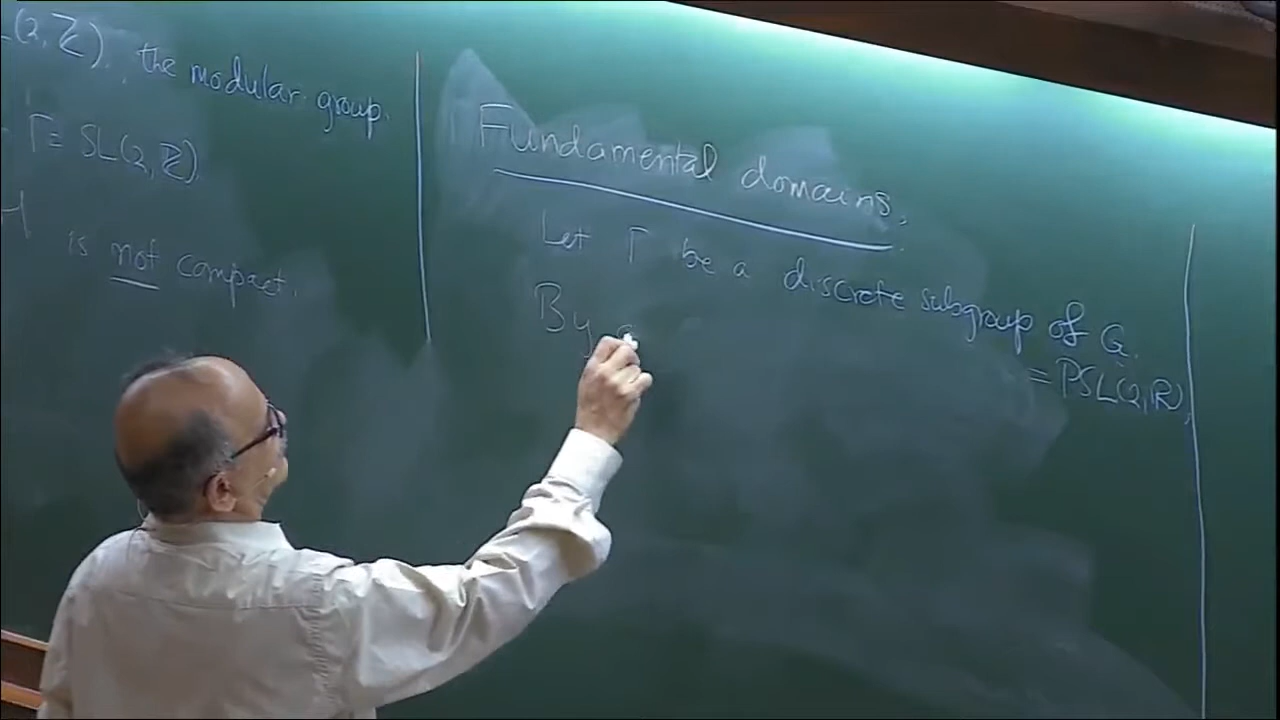 L(2, Z), the modular group.
Γ = SL(2, Z)
H is not compact.
Fundamental domains.
Let Γ be a discrete subgroup of G.
= PSL(2, R),
By a